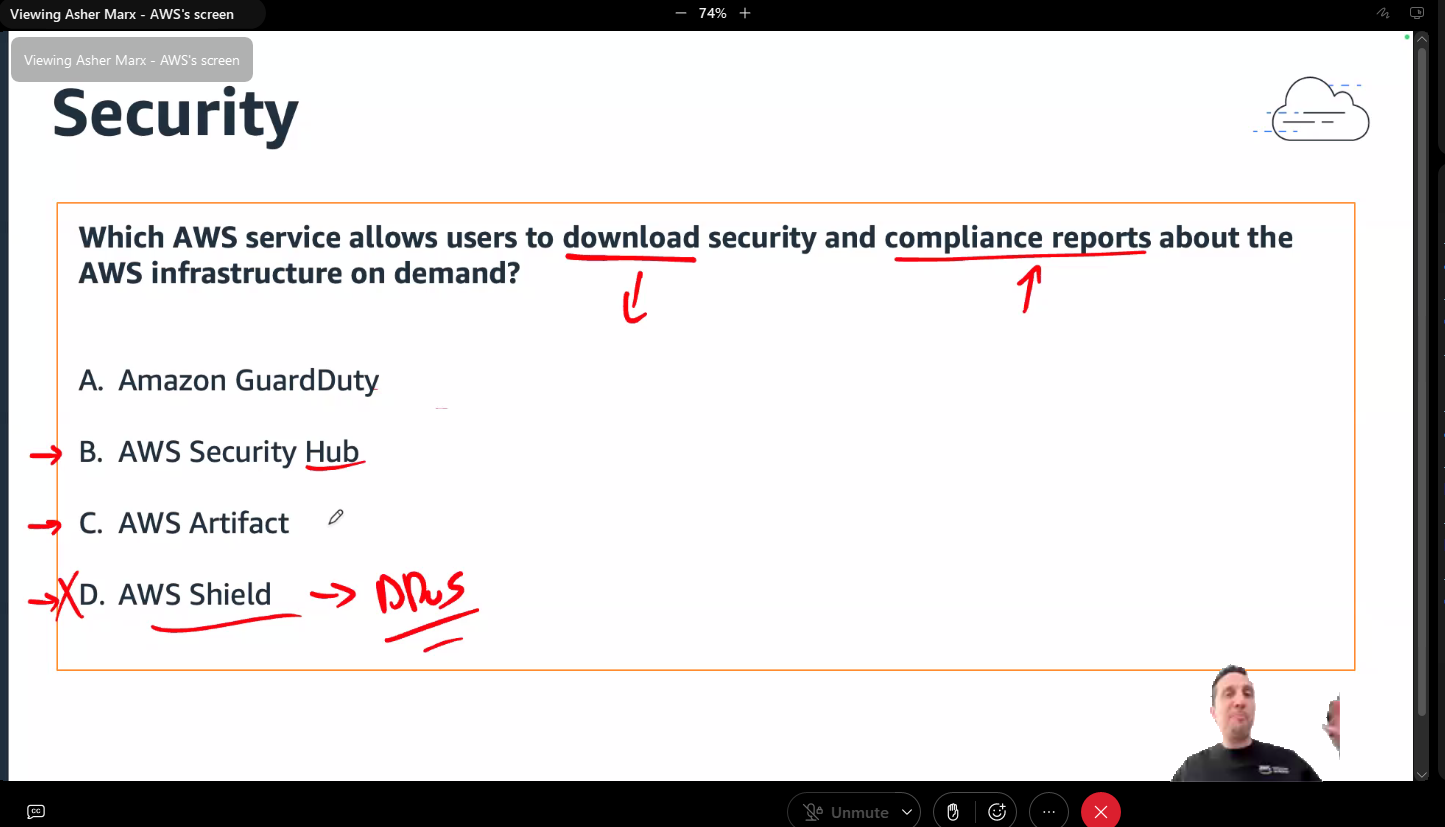 Viewing Asher Marx - AWS's screen
74%
Viewing Asher Marx - AWS's screen
Security
Which AWS service allows users to download security and compliance reports about the
AWS infrastructure on demand?
A. Amazon GuardDuty
B. AWS Security Hub
C. AWS Artifact
X D. AWS Shield → DDoS
CC
Unmute